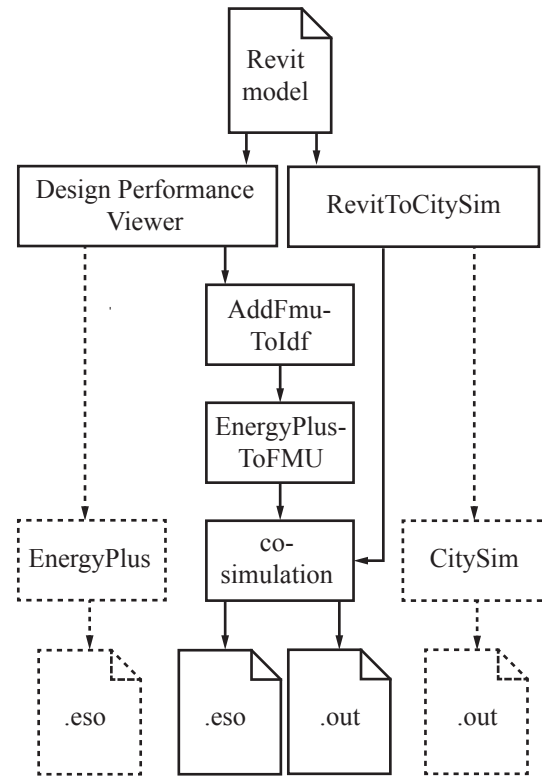 Revit
model
Design Performance
Viewer
RevitToCitySim
AddFmu-
ToIdf
EnergyPlus-
ToFMU
EnergyPlus
co-
simulation
CitySim
.eso
.eso
.out
.out